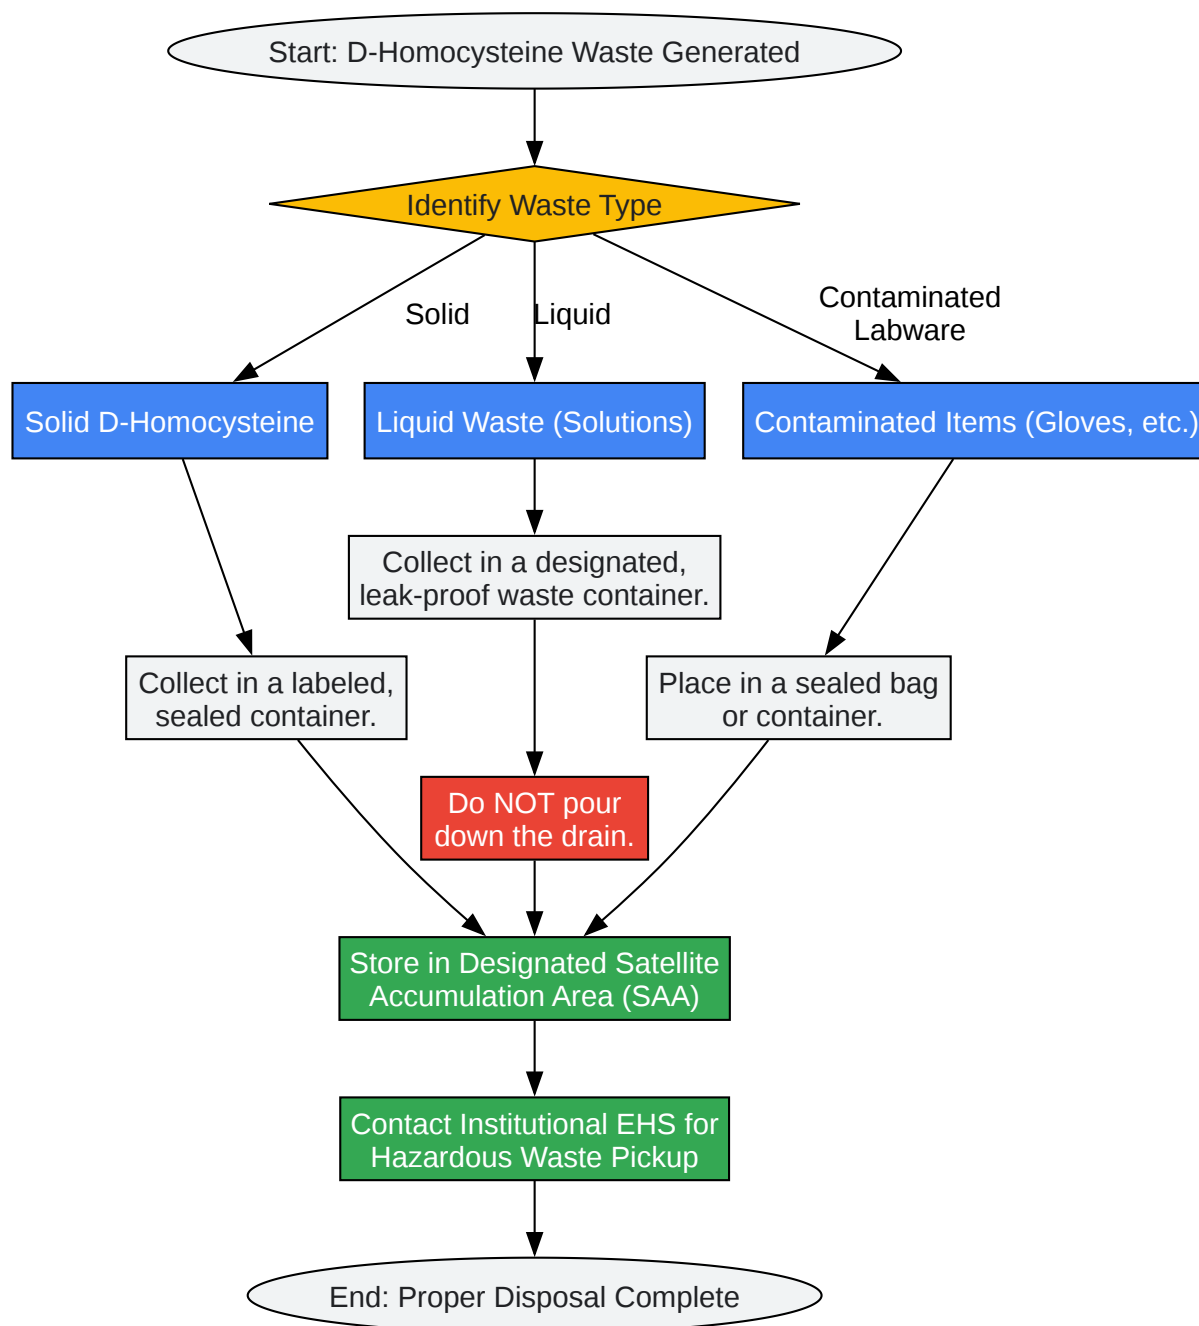 Start: D-Homocysteine Waste Generated
Identify Waste Type
Solid
Liquid
Contaminated
Labware
Solid D-Homocysteine
Liquid Waste (Solutions)
Contaminated Items (Gloves, etc.)
Collect in a designated,
leak-proof waste container.
Collect in a labeled,
sealed container.
Place in a sealed bag
or container.
Do NOT pour
down the drain.
Store in Designated Satellite
Accumulation Area (SAA)
Contact Institutional EHS for
Hazardous Waste Pickup
End: Proper Disposal Complete